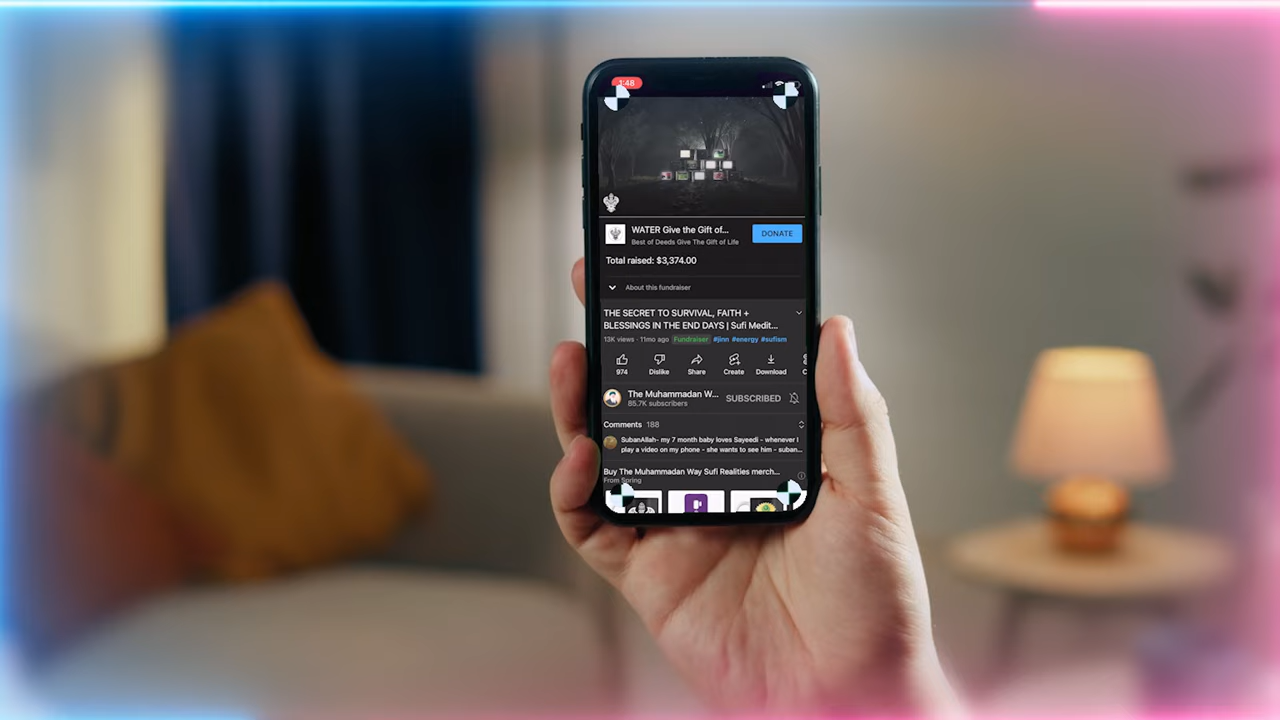 1:48
WATER Give the Gift of...
DONATE
Best of Deeds Give The Gift of Life
Total raised: $3,374.00
About this fundraiser
THE SECRET TO SURVIVAL, FAITH +
BLESSINGS IN THE END DAYS | Sufi Medit...
13K views · 11mo ago Fundraiser #jinn #energy #sufism
974 Dislike Share Create Download
The Muhammadan W...
SUBSCRIBED
85.7K subscribers
Comments 188
SubanAllah- my 7 month baby loves Sayeedi - whenever I
play a video on my phone - she wants to see him - suban...
Buy The Muhammadan Way Sufi Realities merch...
From Spring